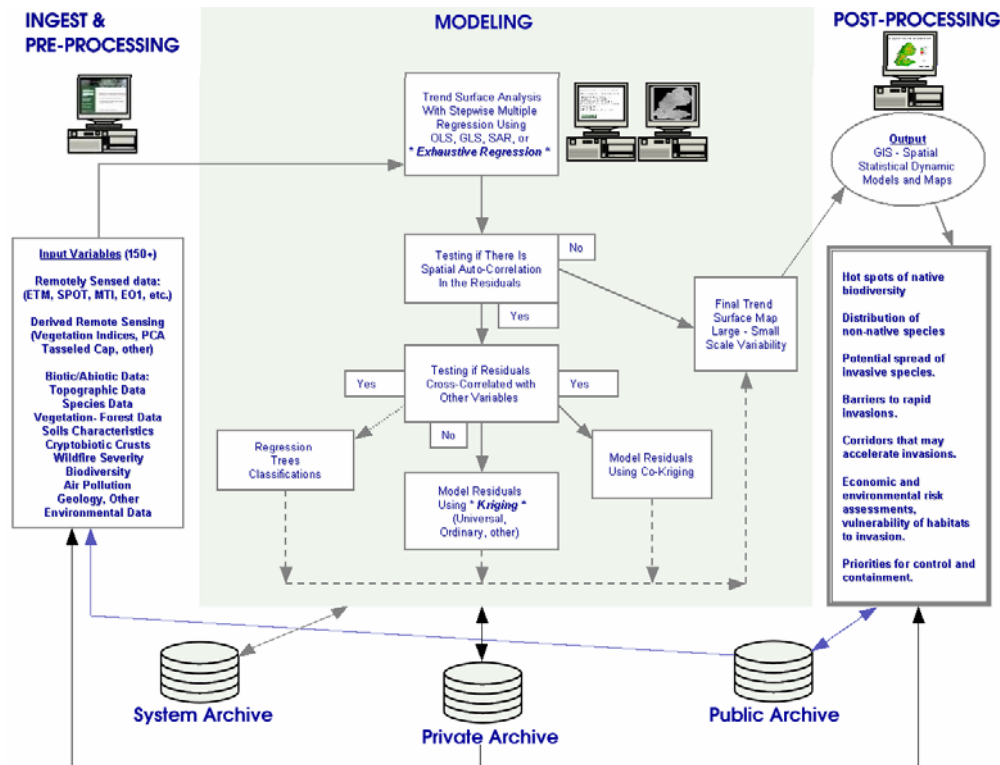 INGEST &
PRE-PROCESSING
MODELING
POST-PROCESSING
Trend Surface Analysis
With Stepwise Multiple
Regression Using
OLS, GLS, SAR, or
* Exhaustive Regression *
Output
GIS - Spatial
Statistical Dynamic
Models and Maps
Input Variables (150+)
Remotely Sensed data:
(ETM, SPOT, MTI, EO1, etc.)
Derived Remote Sensing
(Vegetation Indices, PCA
Tasseled Cap, other)
Biotic/Abiotic Data:
Topographic Data
Species Data
Vegetation- Forest Data
Soils Characteristics
Cryptobiotic Crusts
Wildfire Severity
Biodiversity
Air Pollution
Geology, Other
Environmental Data
Testing if There Is
Spatial Auto-Correlation
In the Residuals
No
Yes
Final Trend
Surface Map
Large - Small
Scale Variability
Testing if Residuals
Cross-Correlated with
Other Variables
Yes
Yes
No
Regression
Trees
Classifications
Model Residuals
Using * Kriging *
(Universal,
Ordinary, other)
Model Residuals
Using Co-Kriging
Hot spots of native
biodiversity
Distribution of
non-native species
Potential spread of
invasive species.
Barriers to rapid
invasions.
Corridors that may
accelerate invasions.
Economic and
environmental risk
assessments,
vulnerability of habitats
to invasion.
Priorities for control and
containment.
System Archive
Private Archive
Public Archive